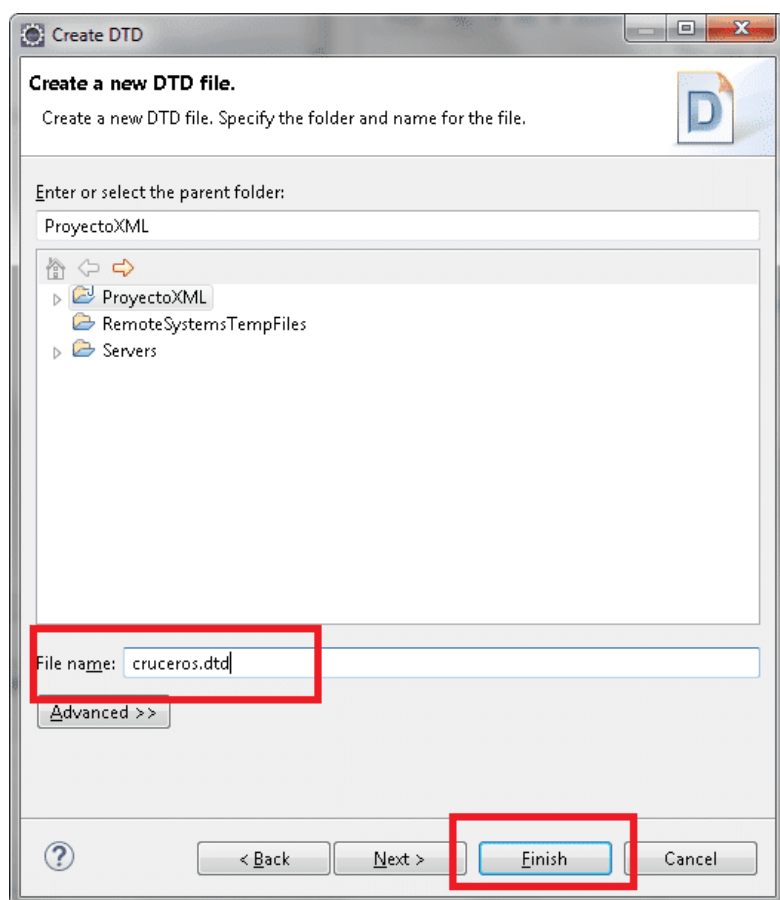 Create DTD
Create a new DTD file.
Create a new DTD file. Specify the folder and name for the file.
D
Enter or select the parent folder:
ProyectoXML
ProyectoXML
RemoteSystemsTempFiles
Servers
File name: cruceros.dtd
Advanced >>
? < Back Next > Finish Cancel